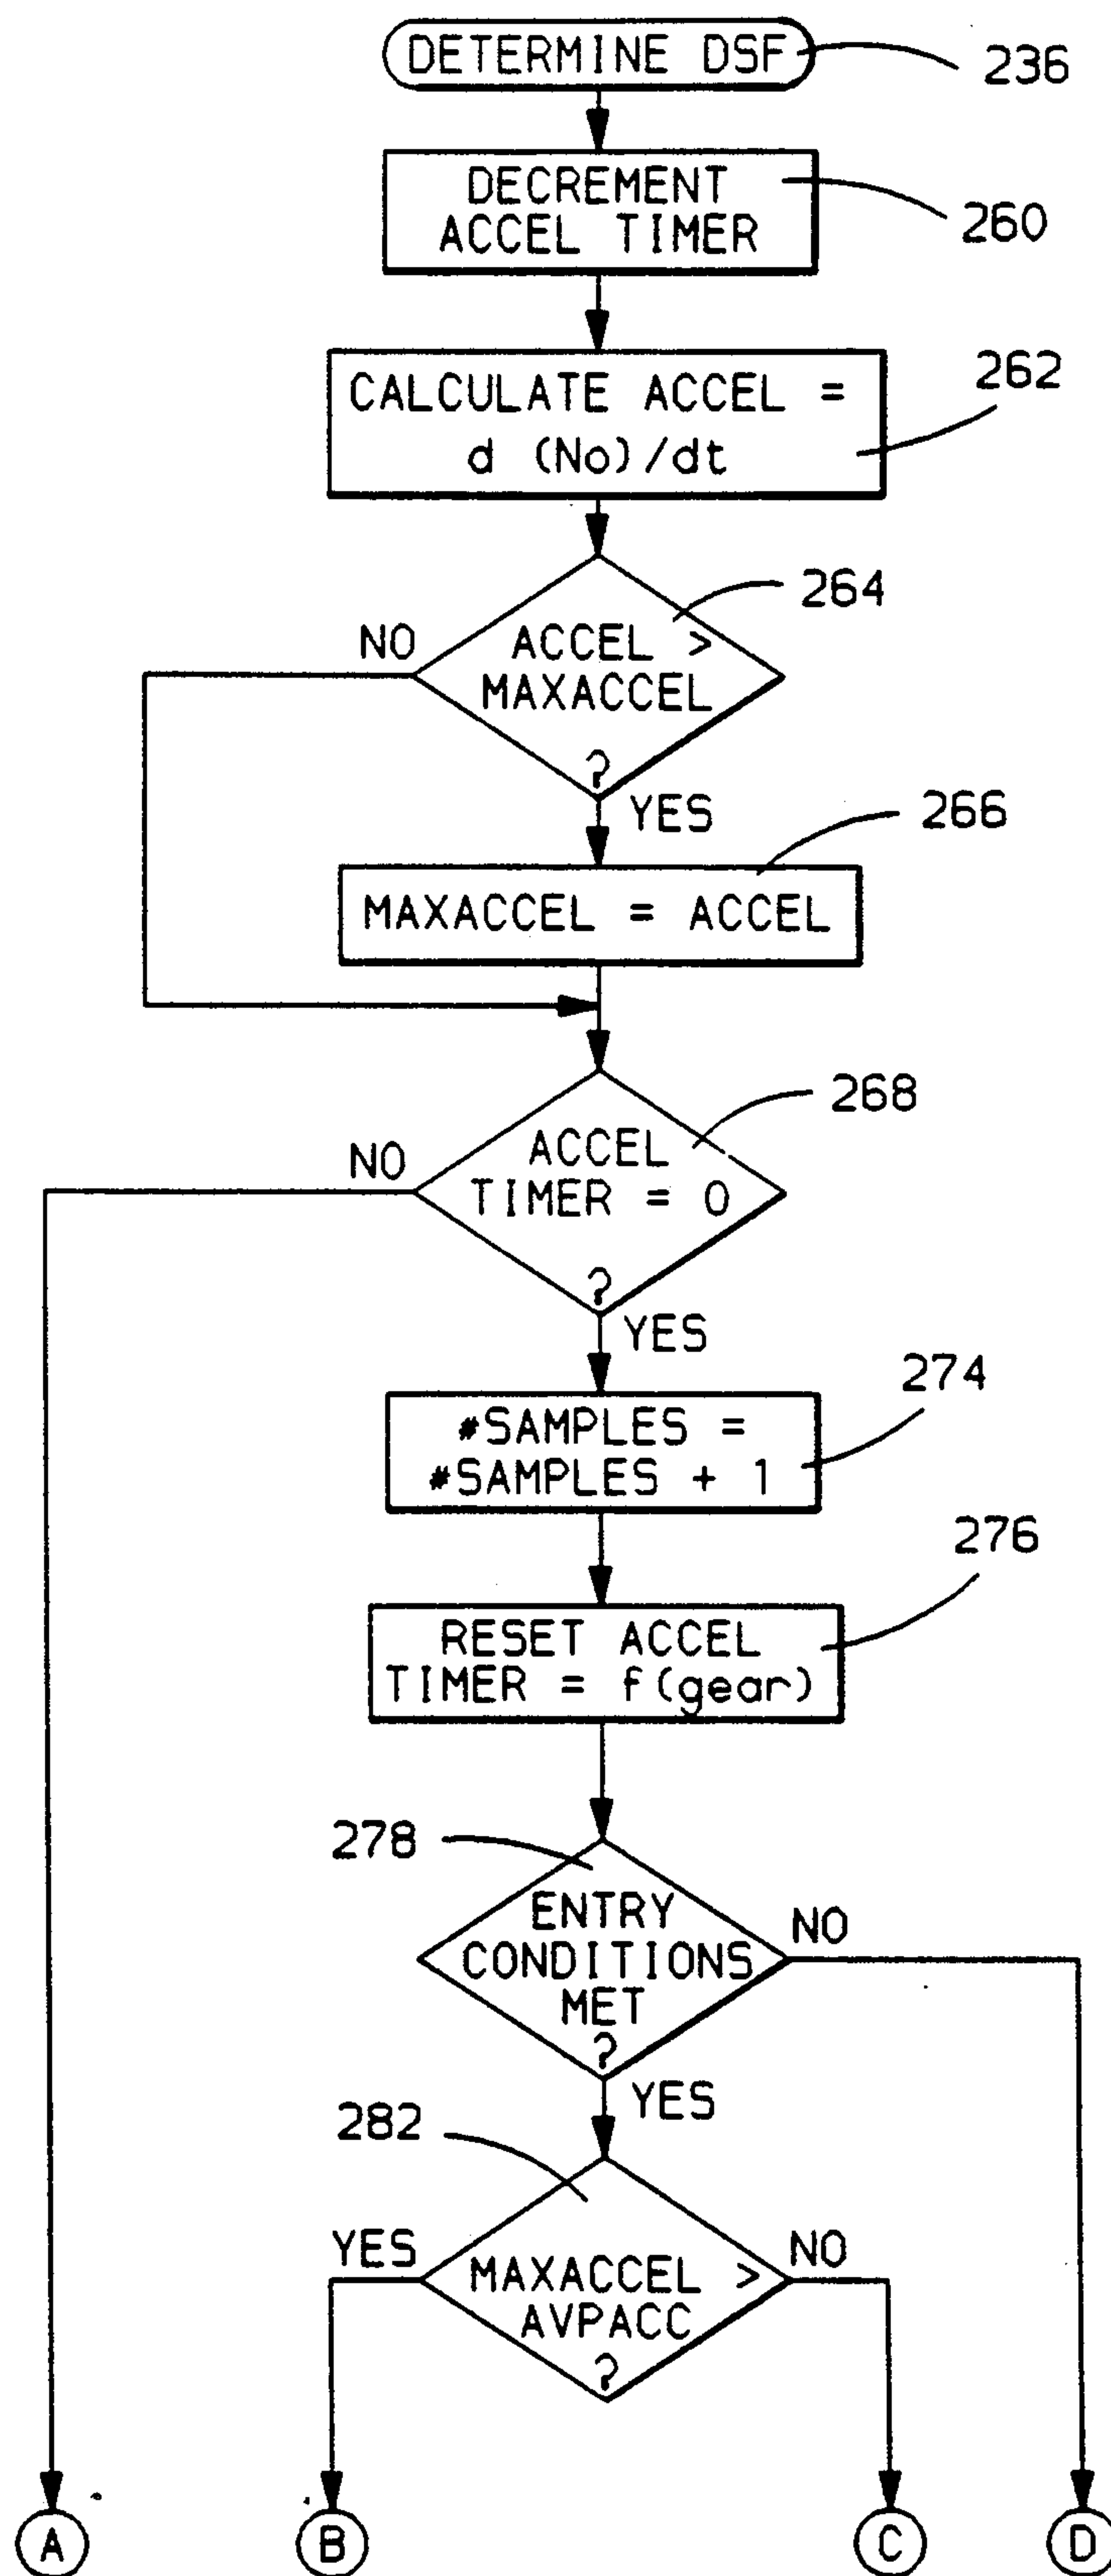 DETERMINE DSF
236
DECREMENT
ACCEL TIMER
260
CALCULATE ACCEL =
d (No)/dt
262
264
NO
ACCEL >
MAXACCEL
?
YES
266
MAXACCEL = ACCEL
268
NO
ACCEL
TIMER = 0
?
YES
274
#SAMPLES =
#SAMPLES + 1
276
RESET ACCEL
TIMER = f(gear)
278
ENTRY
CONDITIONS
MET
?
NO
YES
282
YES
MAXACCEL >
AVPACC
?
NO
A
B
C
D